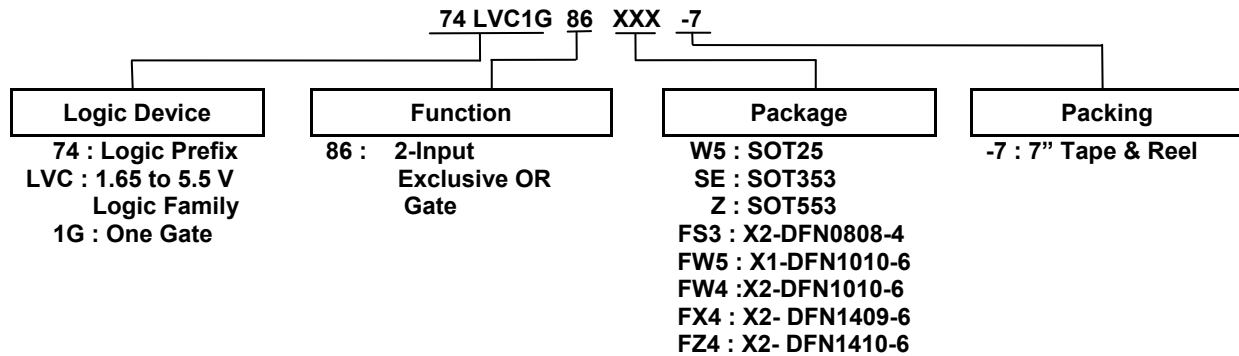 74 LVC1G 86 XXX -7
Logic Device
74 : Logic Prefix
LVC : 1.65 to 5.5 V
Logic Family
1G : One Gate
Function
86 : 2-Input
Exclusive OR
Gate
Package
W5 : SOT25
SE : SOT353
Z : SOT553
FS3 : X2-DFN0808-4
FW5 : X1-DFN1010-6
FW4 :X2-DFN1010-6
FX4 : X2- DFN1409-6
FZ4 : X2- DFN1410-6
Packing
-7 : 7” Tape & Reel